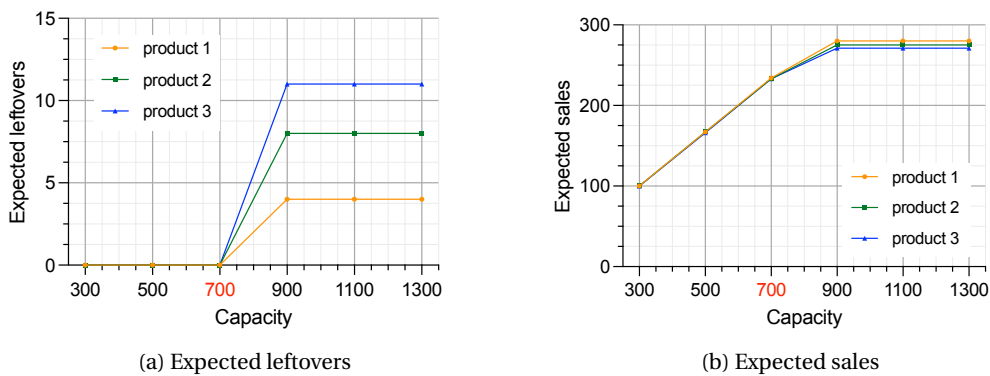 15
10
5
0
Expected leftovers
product 1
product 2
product 3
300 500 700 900 1100 1300
Capacity
(a) Expected leftovers
300
200
100
0
Expected sales
product 1
product 2
product 3
300 500 700 900 1100 1300
Capacity
(b) Expected sales